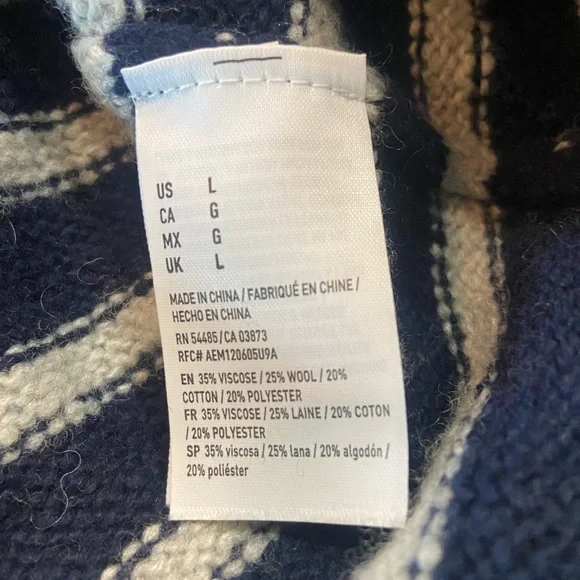 US L
CA G
MX G
UK L
MADE IN CHINA / FABRIQUÉ EN CHINE /
HECHO EN CHINA
RN 54485 / CA 03873
RFC# AEM120605U9A
EN 35% VISCOSE / 25% WOOL / 20%
COTTON / 20% POLYESTER
FR 35% VISCOSE / 25% LAINE / 20% COTON
/ 20% POLYESTER
SP 35% viscosa / 25% lana / 20% algodón /
20% poliéster